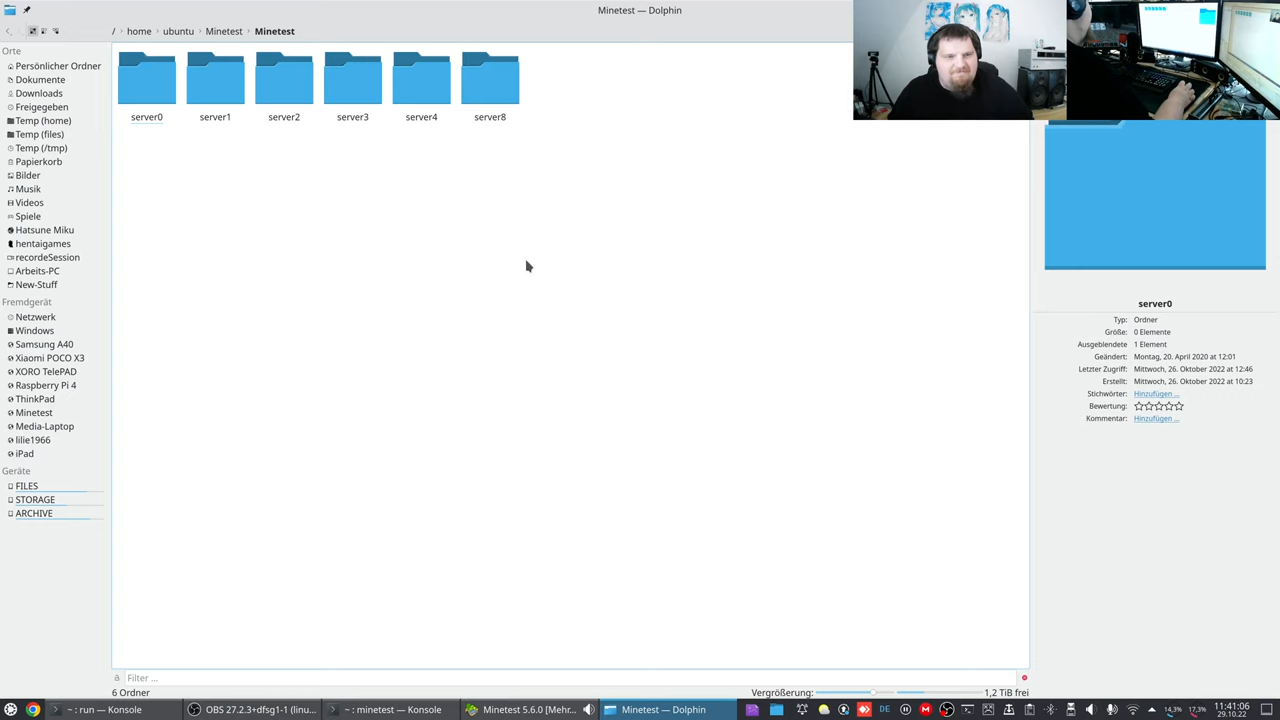 Minetest — Dolphin
/ home ubuntu Minetest Minetest
Orte
Persönlicher Ordner
Dokumente
Downloads
Freigegeben
Temp (home)
Temp (files)
Temp (/tmp)
Papierkorb
Bilder
Musik
Videos
Spiele
Hatsune Miku
hentaigames
recordeSession
Arbeits-PC
New-Stuff
Fremdgerät
Netzwerk
Windows
Samsung A40
Xiaomi POCO X3
XORO TelePAD
Raspberry Pi 4
ThinkPad
Minetest
Media-Laptop
lilie1966
iPad
Geräte
FILES
STORAGE
ARCHIVE
server0 server1 server2 server3 server4 server8
server0
Typ: Ordner
Größe: 0 Elemente
Ausgeblendete 1 Element
Geändert: Montag, 20. April 2020 at 12:01
Letzter Zugriff: Mittwoch, 26. Oktober 2022 at 12:46
Erstellt: Mittwoch, 26. Oktober 2022 at 10:23
Stichwörter: Hinzufügen ...
Bewertung:
Kommentar: Hinzufügen ...
Filter ...
6 Ordner Vergrößerung: 1,2 TiB frei
~ : run — Konsole OBS 27.2.3+dfsg1-1 (linu... ~ : minetest — Konsole Minetest 5.6.0 [Mehr... Minetest — Dolphin DE 14,3% 17,3% 11:41:06
29.10.22